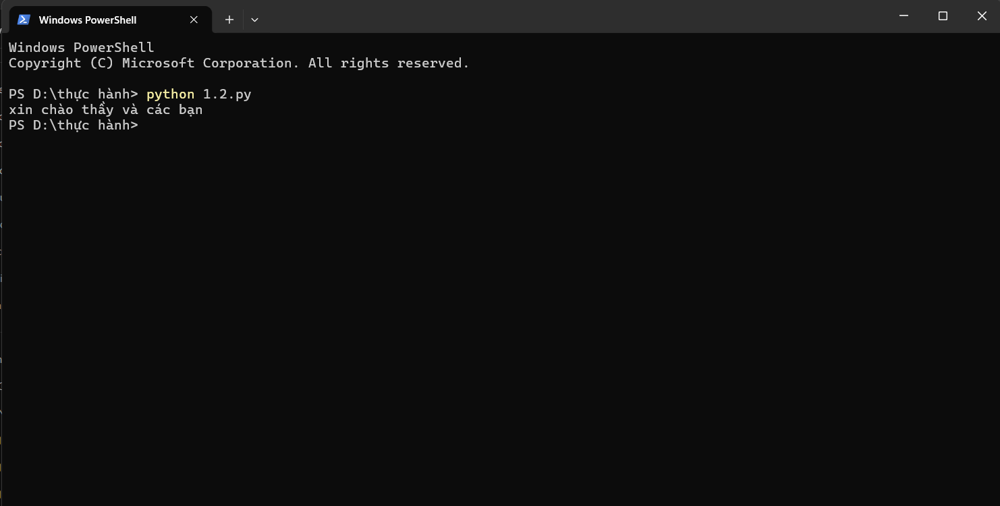 Windows PowerShell
Windows PowerShell
Copyright (C) Microsoft Corporation. All rights reserved.
PS D:\thực hành> python 1.2.py
xin chào thầy và các bạn
PS D:\thực hành>